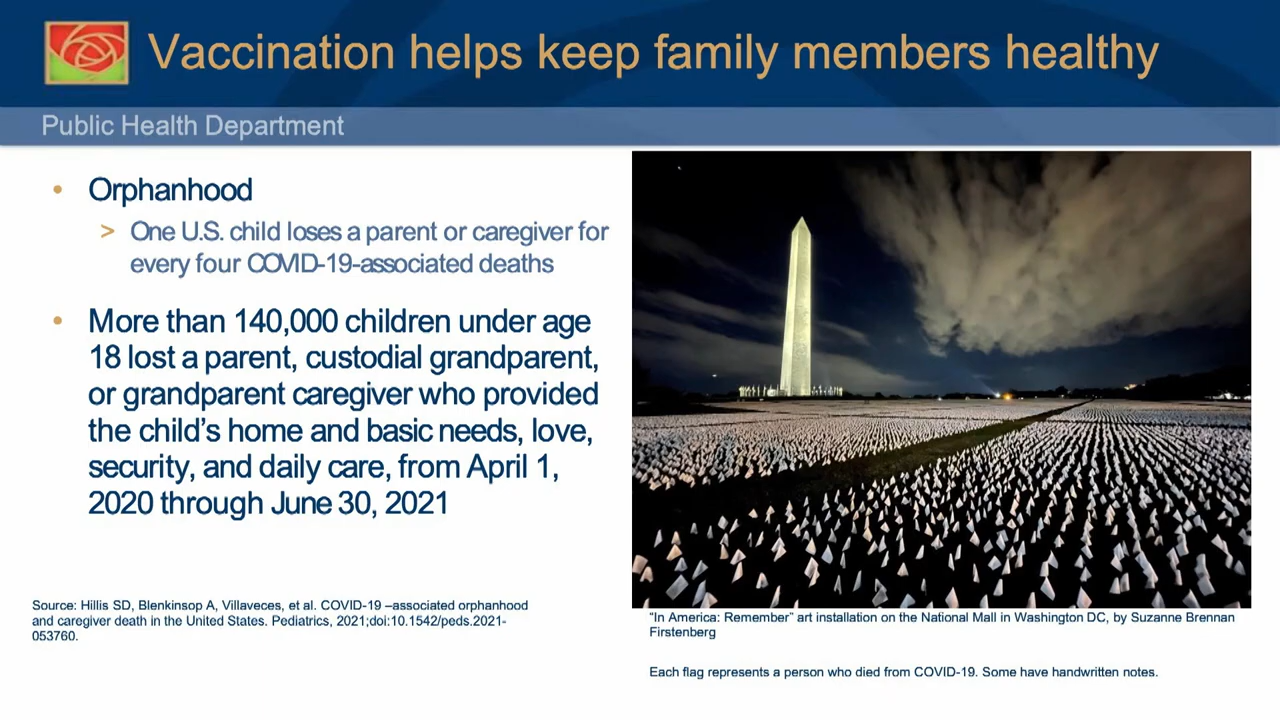 Vaccination helps keep family members healthy
Public Health Department
• Orphanhood
> One U.S. child loses a parent or caregiver for
every four COVID-19-associated deaths
• More than 140,000 children under age
18 lost a parent, custodial grandparent,
or grandparent caregiver who provided
the child’s home and basic needs, love,
security, and daily care, from April 1,
2020 through June 30, 2021
Source: Hillis SD, Blenkinsop A, Villaveces, et al. COVID-19 –associated orphanhood
and caregiver death in the United States. Pediatrics, 2021;doi:10.1542/peds.2021-
053760.
“In America: Remember” art installation on the National Mall in Washington DC, by Suzanne Brennan
Firstenberg
Each flag represents a person who died from COVID-19. Some have handwritten notes.